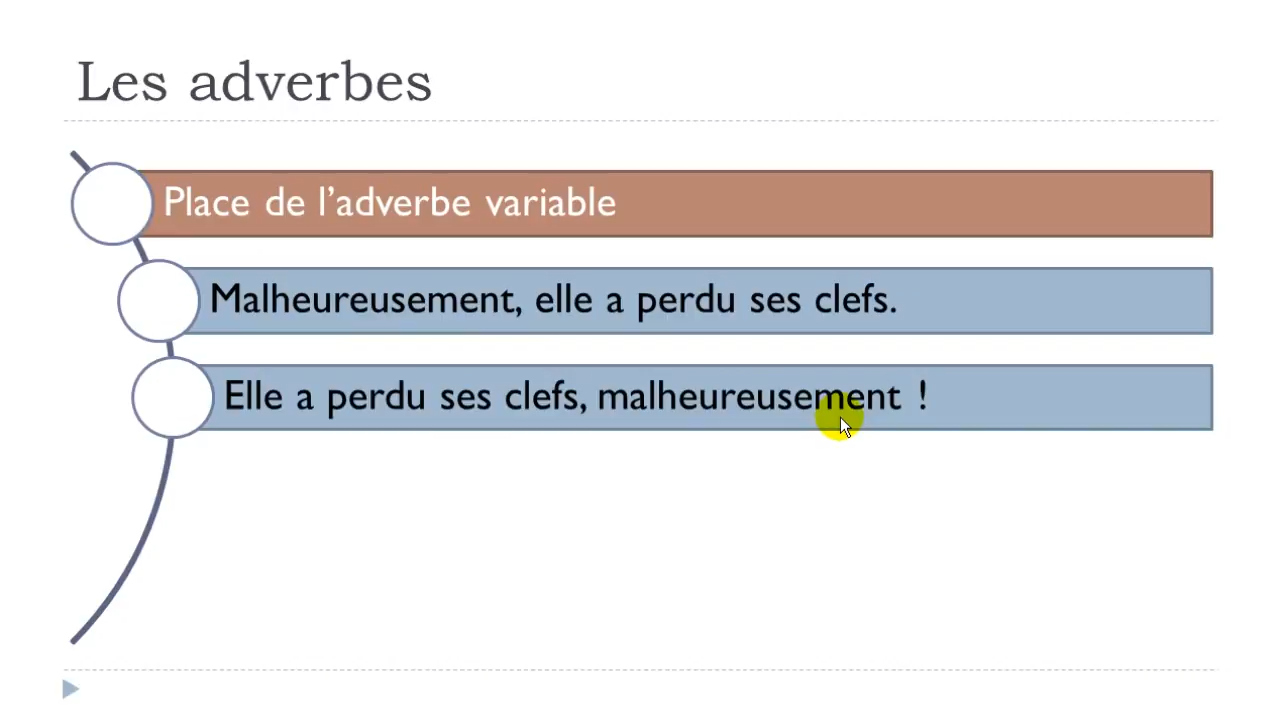 Les adverbes
Place de l’adverbe variable
Malheureusement, elle a perdu ses clefs.
Elle a perdu ses clefs, malheureusement !